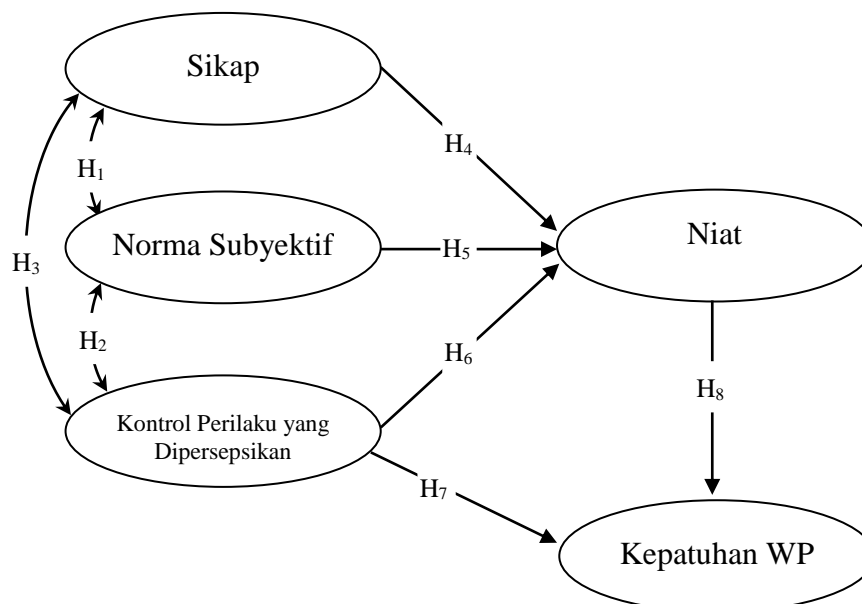 Sikap
H₄
H₁
Norma Subyektif
Niat
H₅
H₃
H₂
H₆
Kontrol Perilaku yang
Dipersepsikan
H₈
H₇
Kepatuhan WP